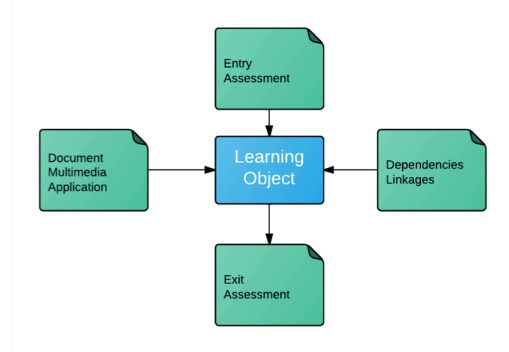 Entry
Assessment
Document
Multimedia
Application
Learning
Object
Dependencies
Linkages
Exit
Assessment